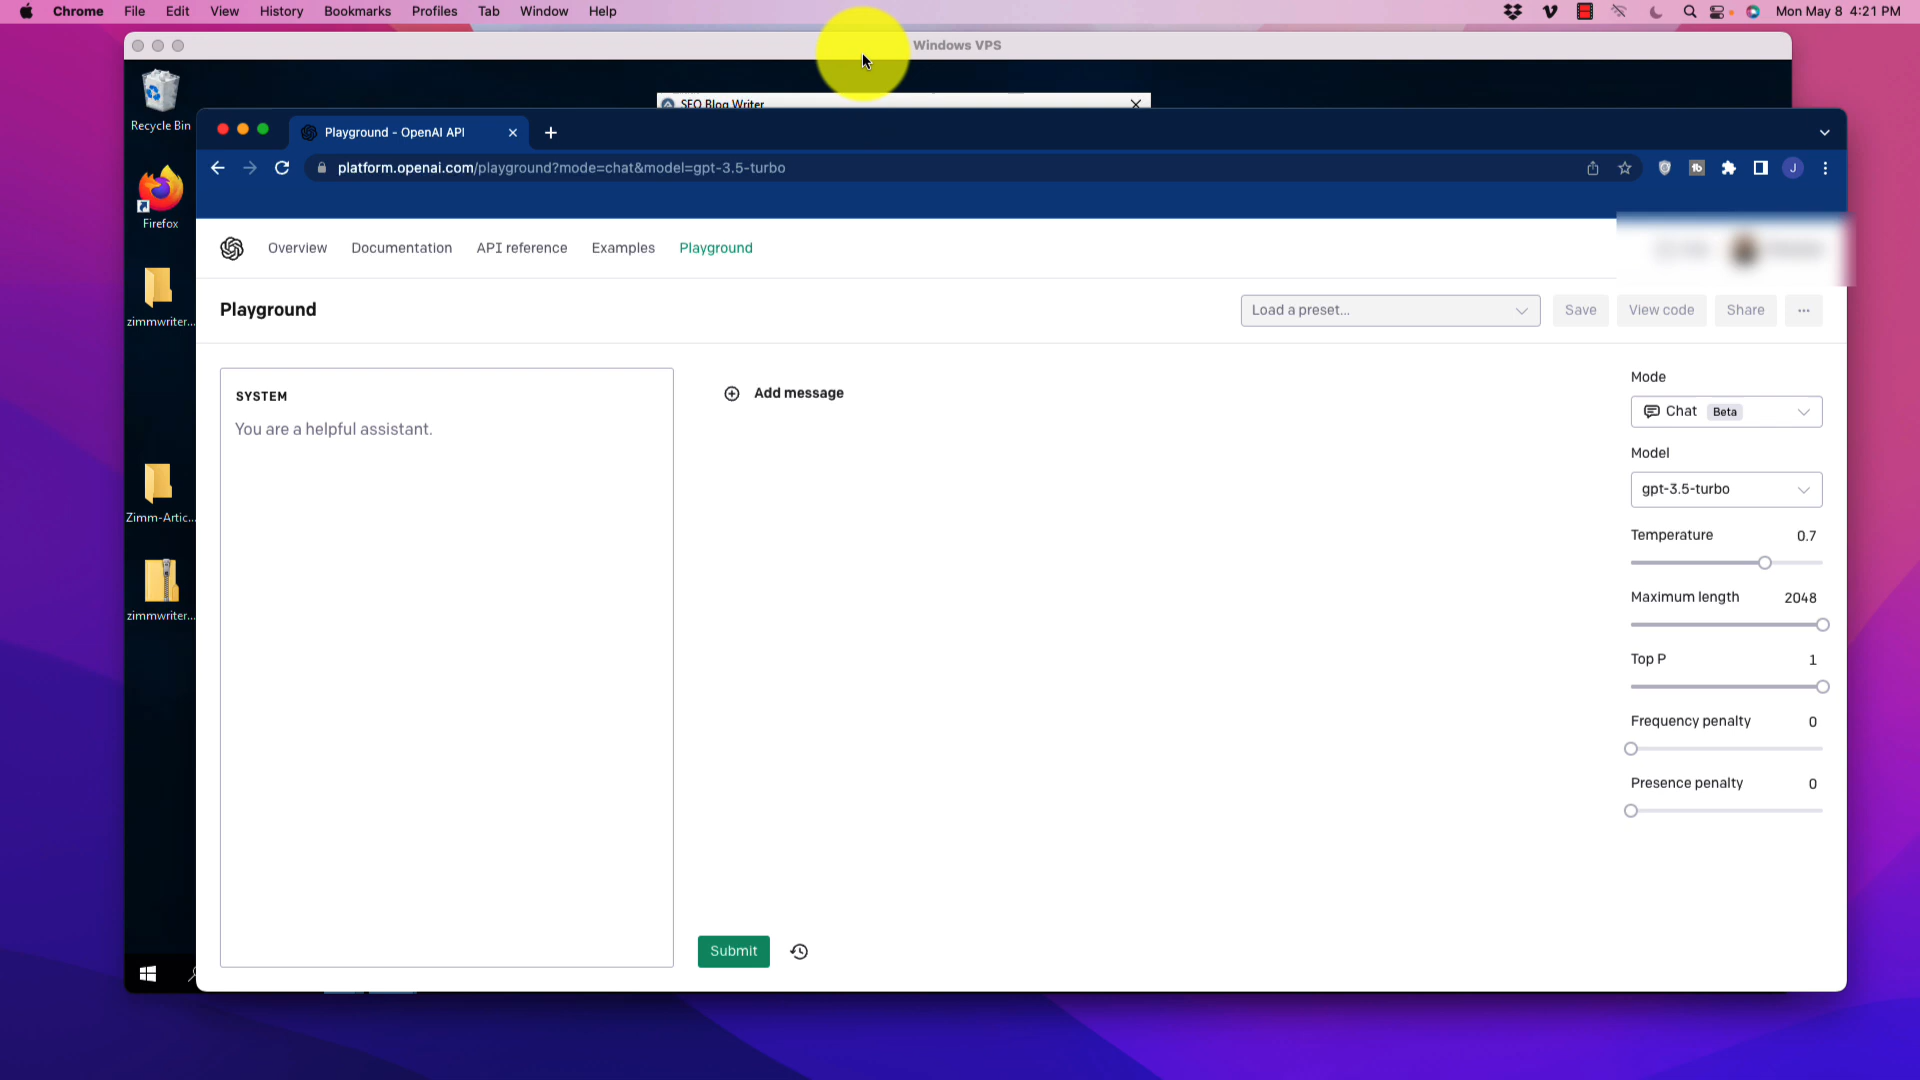 Chrome File Edit View History Bookmarks Profiles Tab Window Help Mon May 8 4:21 PM
Windows VPS
Recycle Bin
SEO Blog Writer
Playground - OpenAI API
platform.openai.com/playground?mode=chat&model=gpt-3.5-turbo
J
Firefox
Overview Documentation API reference Examples Playground
zimmwriter...
Playground
Load a preset... Save View code Share ...
SYSTEM
You are a helpful assistant.
Add message
Mode
Chat Beta
Model
gpt-3.5-turbo
Zimm-Artic...
Temperature 0.7
Maximum length 2048
zimmwriter...
Top P 1
Frequency penalty 0
Presence penalty 0
Submit